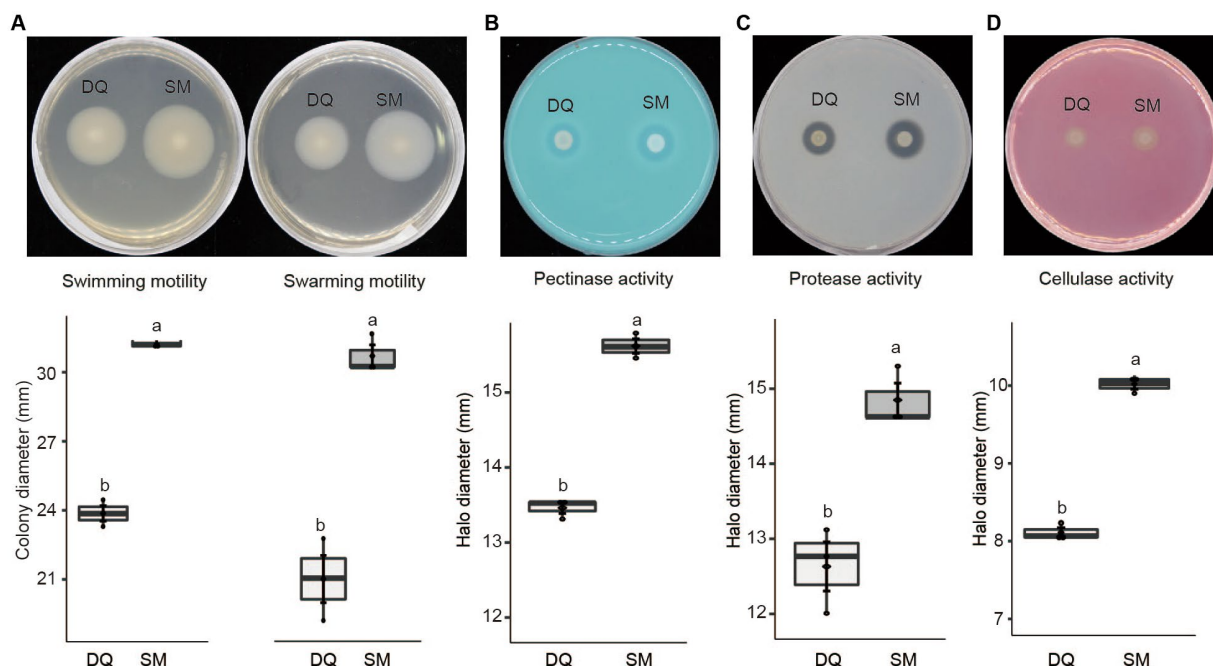 A
B
C
D
DQ
SM
DQ
SM
DQ
SM
DQ
SM
DQ
SM
Swimming motility
Swarming motility
Pectinase activity
Protease activity
Cellulase activity
Colony diameter (mm)
30
27
24
21
b
a
DQ
SM
b
a
DQ
SM
Halo diameter (mm)
15
14
13
12
b
a
DQ
SM
Halo diameter (mm)
15
14
13
12
b
a
DQ
SM
Halo diameter (mm)
10
9
8
7
b
a
DQ
SM